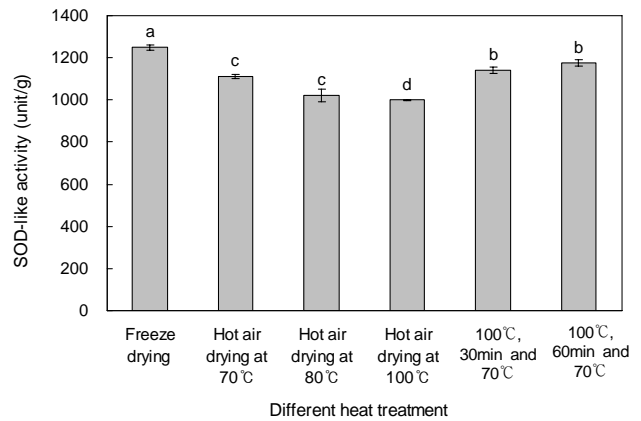 1400
1200
1000
800
600
400
200
0
SOD-like activity (unit/g)
a
c
c
d
b
b
Freeze drying
Hot air drying at 70℃
Hot air drying at 80℃
Hot air drying at 100℃
100℃, 30min and 70℃
100℃, 60min and 70℃
Different heat treatment